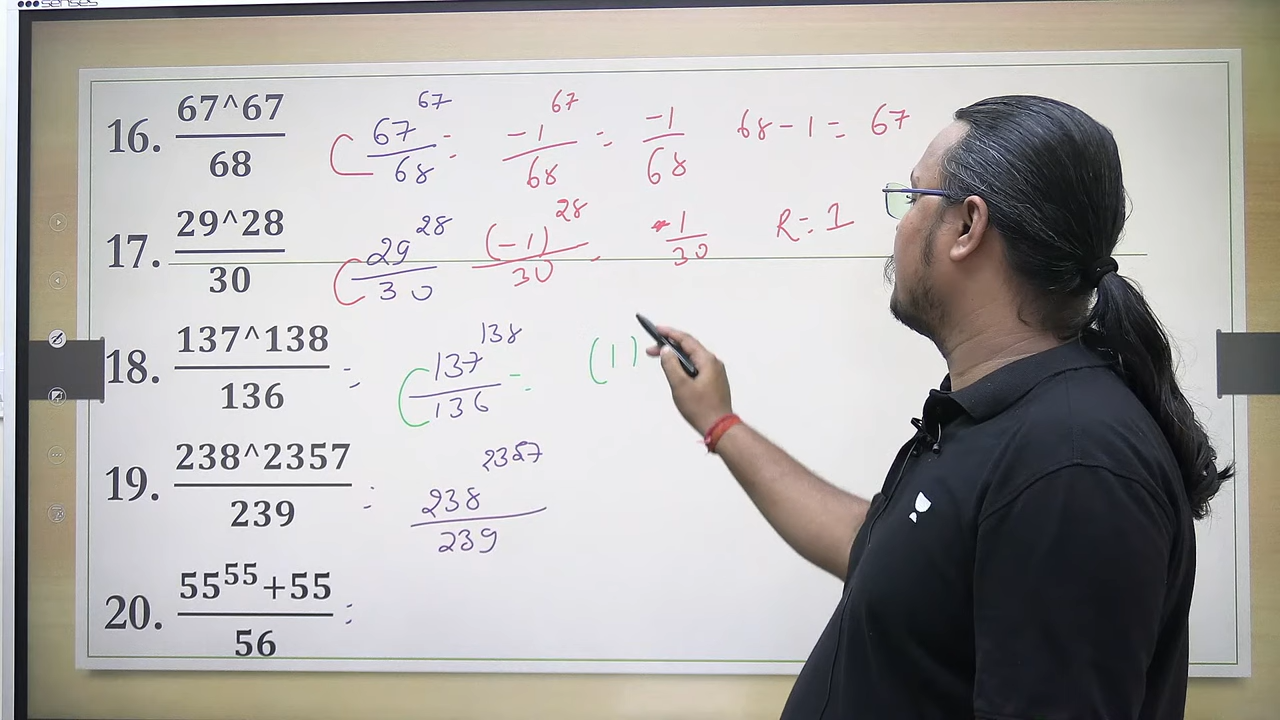 senses
16. 67^67/68 67^67/68 = -1^67/68 = -1/68 68-1= 67
17. 29^28/30 29^28/30 (-1)^28/30 = 1/30 R=1
18. 137^138/136 = 137^138/136 = (1)
19. 238^2357/239 = 238^2357/239
20. 55^55+55/56 =